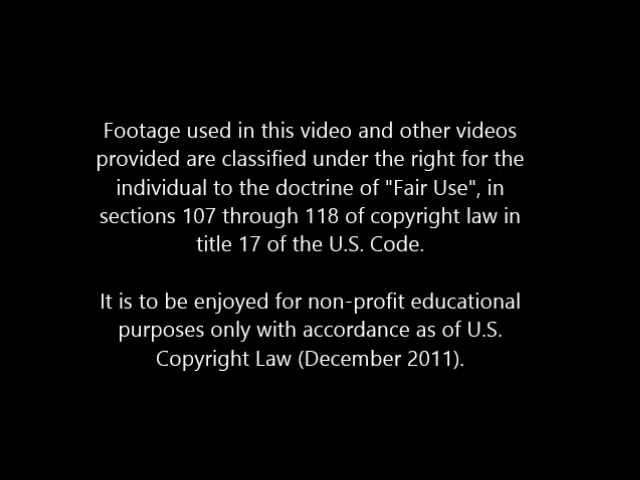 Footage used in this video and other videos
provided are classified under the right for the
individual to the doctrine of "Fair Use", in
sections 107 through 118 of copyright law in
title 17 of the U.S. Code.
It is to be enjoyed for non-profit educational
purposes only with accordance as of U.S.
Copyright Law (December 2011).